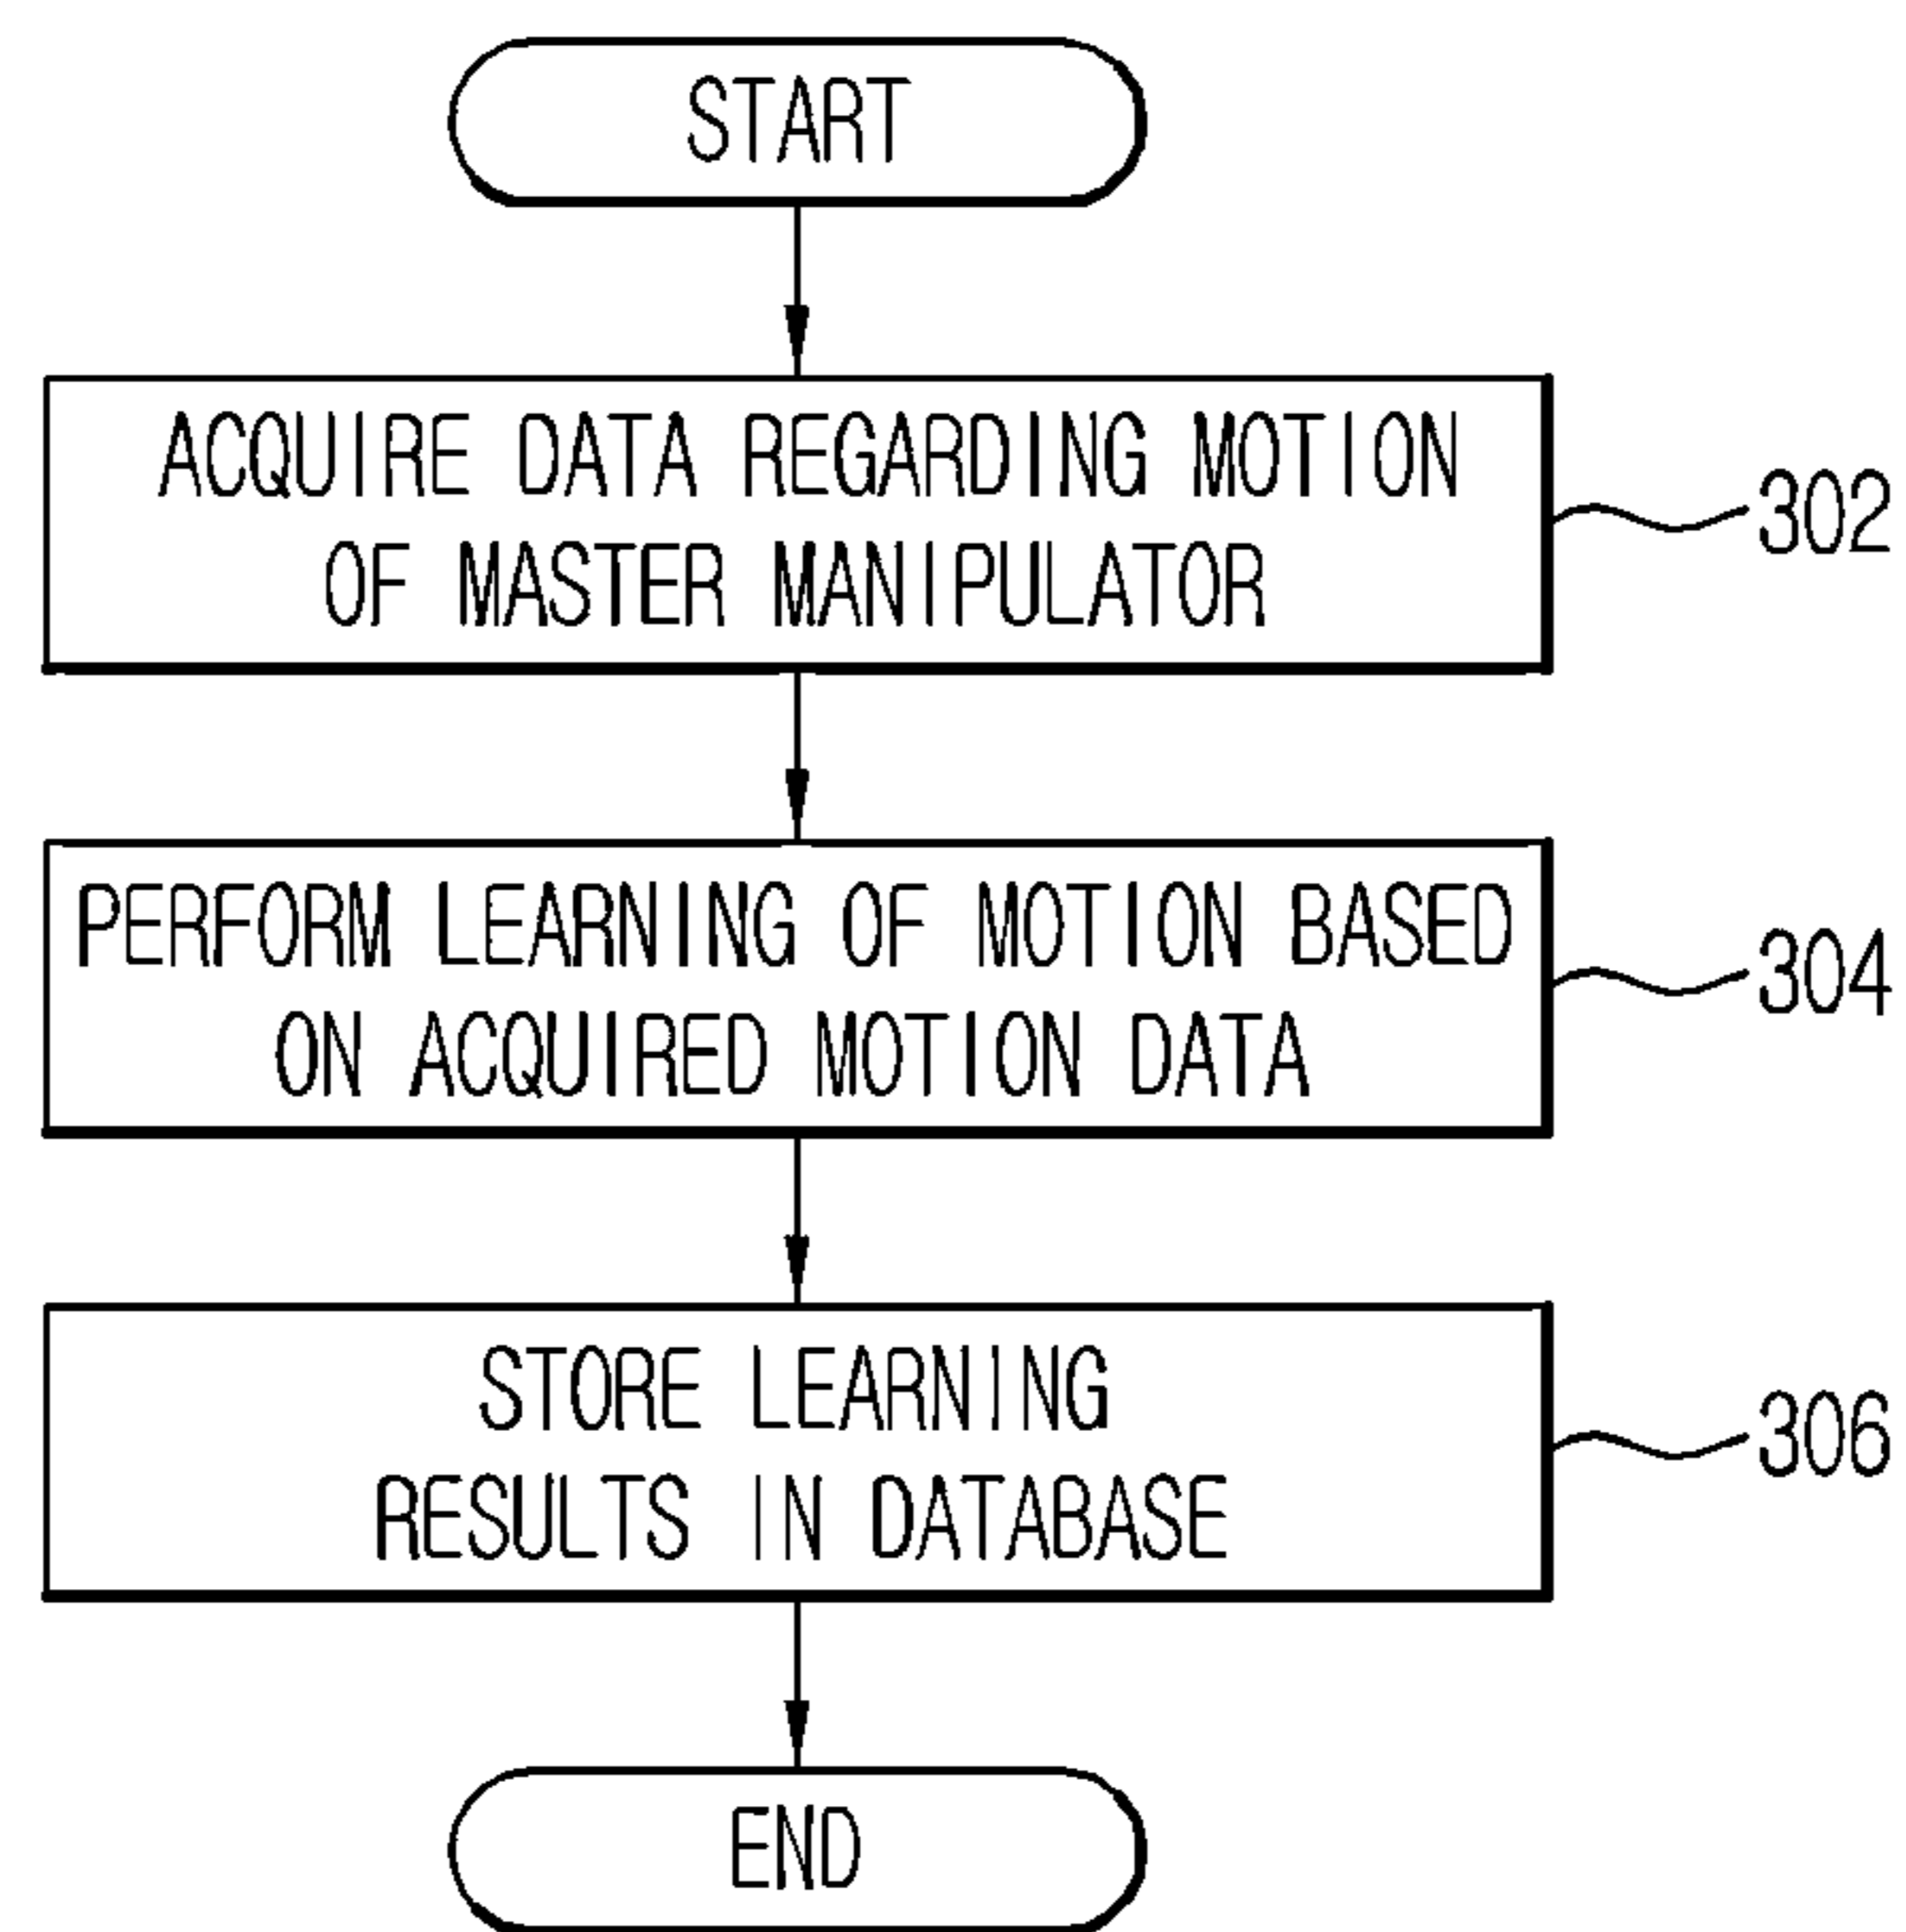 START
ACQUIRE DATA REGARDING MOTION
OF MASTER MANIPULATOR
302
PERFORM LEARNING OF MOTION BASED
ON ACQUIRED MOTION DATA
304
STORE LEARNING
RESULTS IN DATABASE
306
END